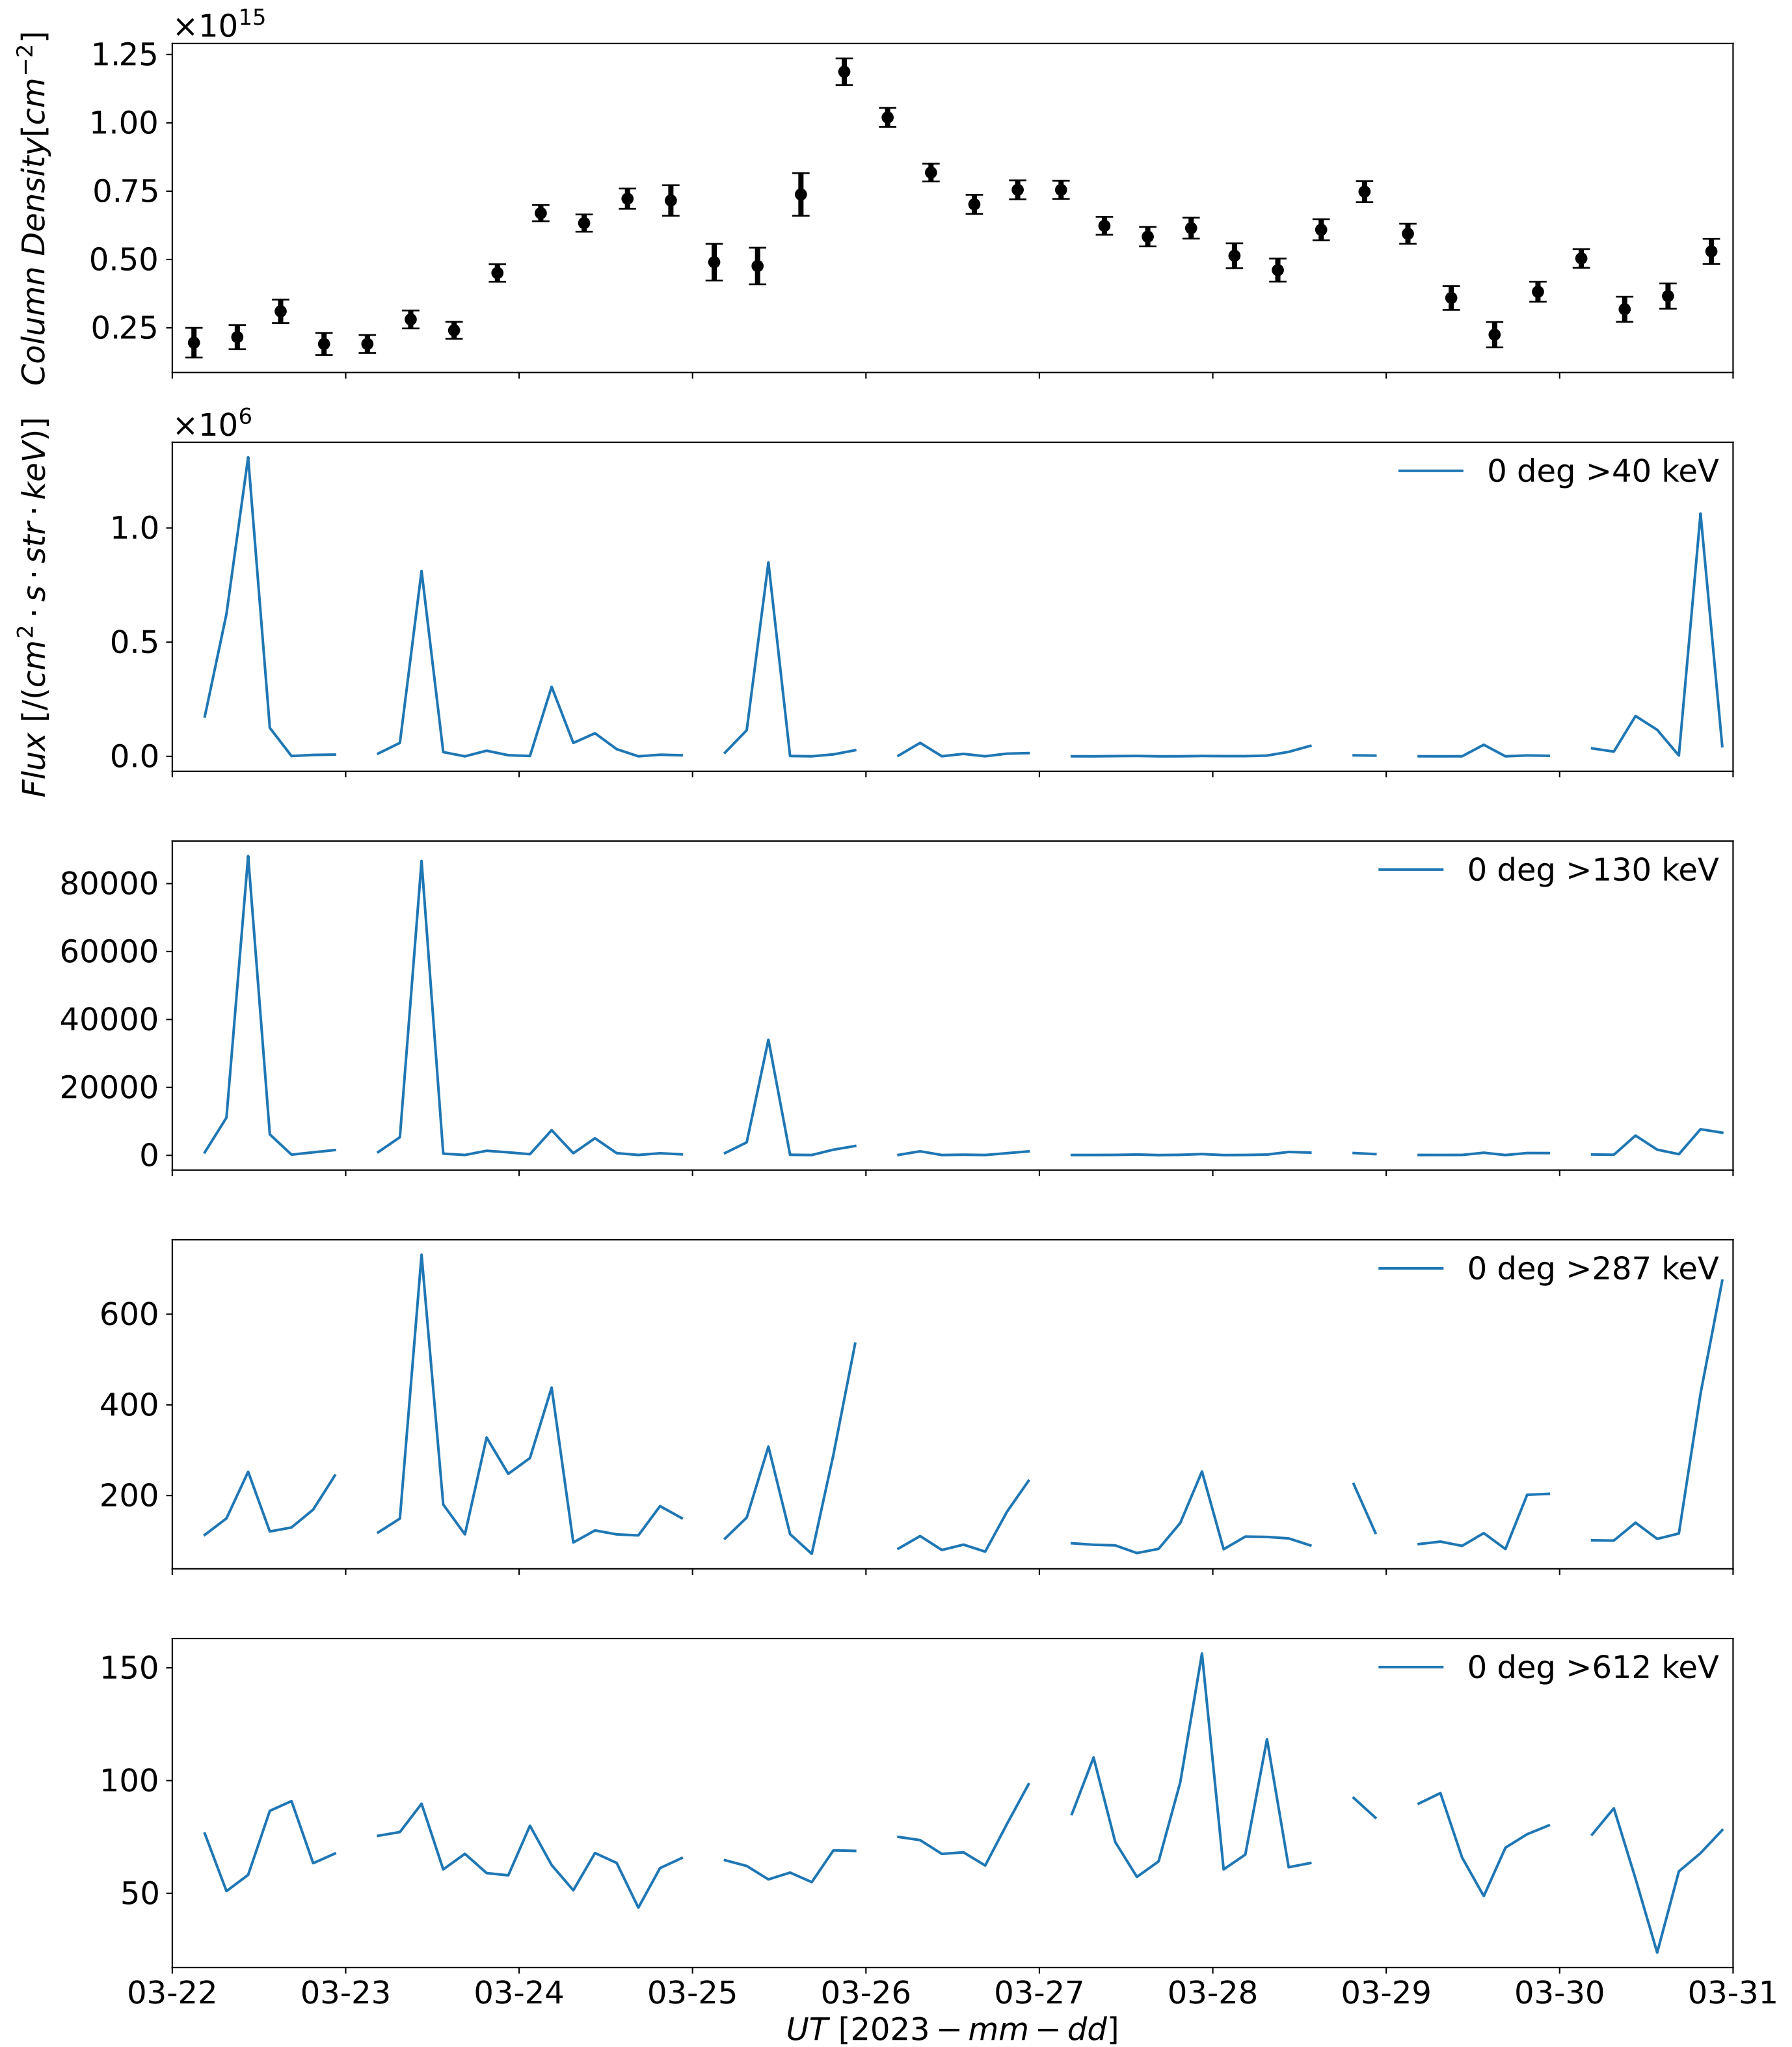 ×10^15
Column Density[cm^−2]
1.25
1.00
0.75
0.50
0.25
×10^6
Flux [/(cm^2 · s · str · keV)]
0 deg >40 keV
1.0
0.5
0.0
0 deg >130 keV
80000
60000
40000
20000
0
0 deg >287 keV
600
400
200
0 deg >612 keV
150
100
50
03-22 03-23 03-24 03-25 03-26 03-27 03-28 03-29 03-30 03-31
UT [2023 − mm − dd]